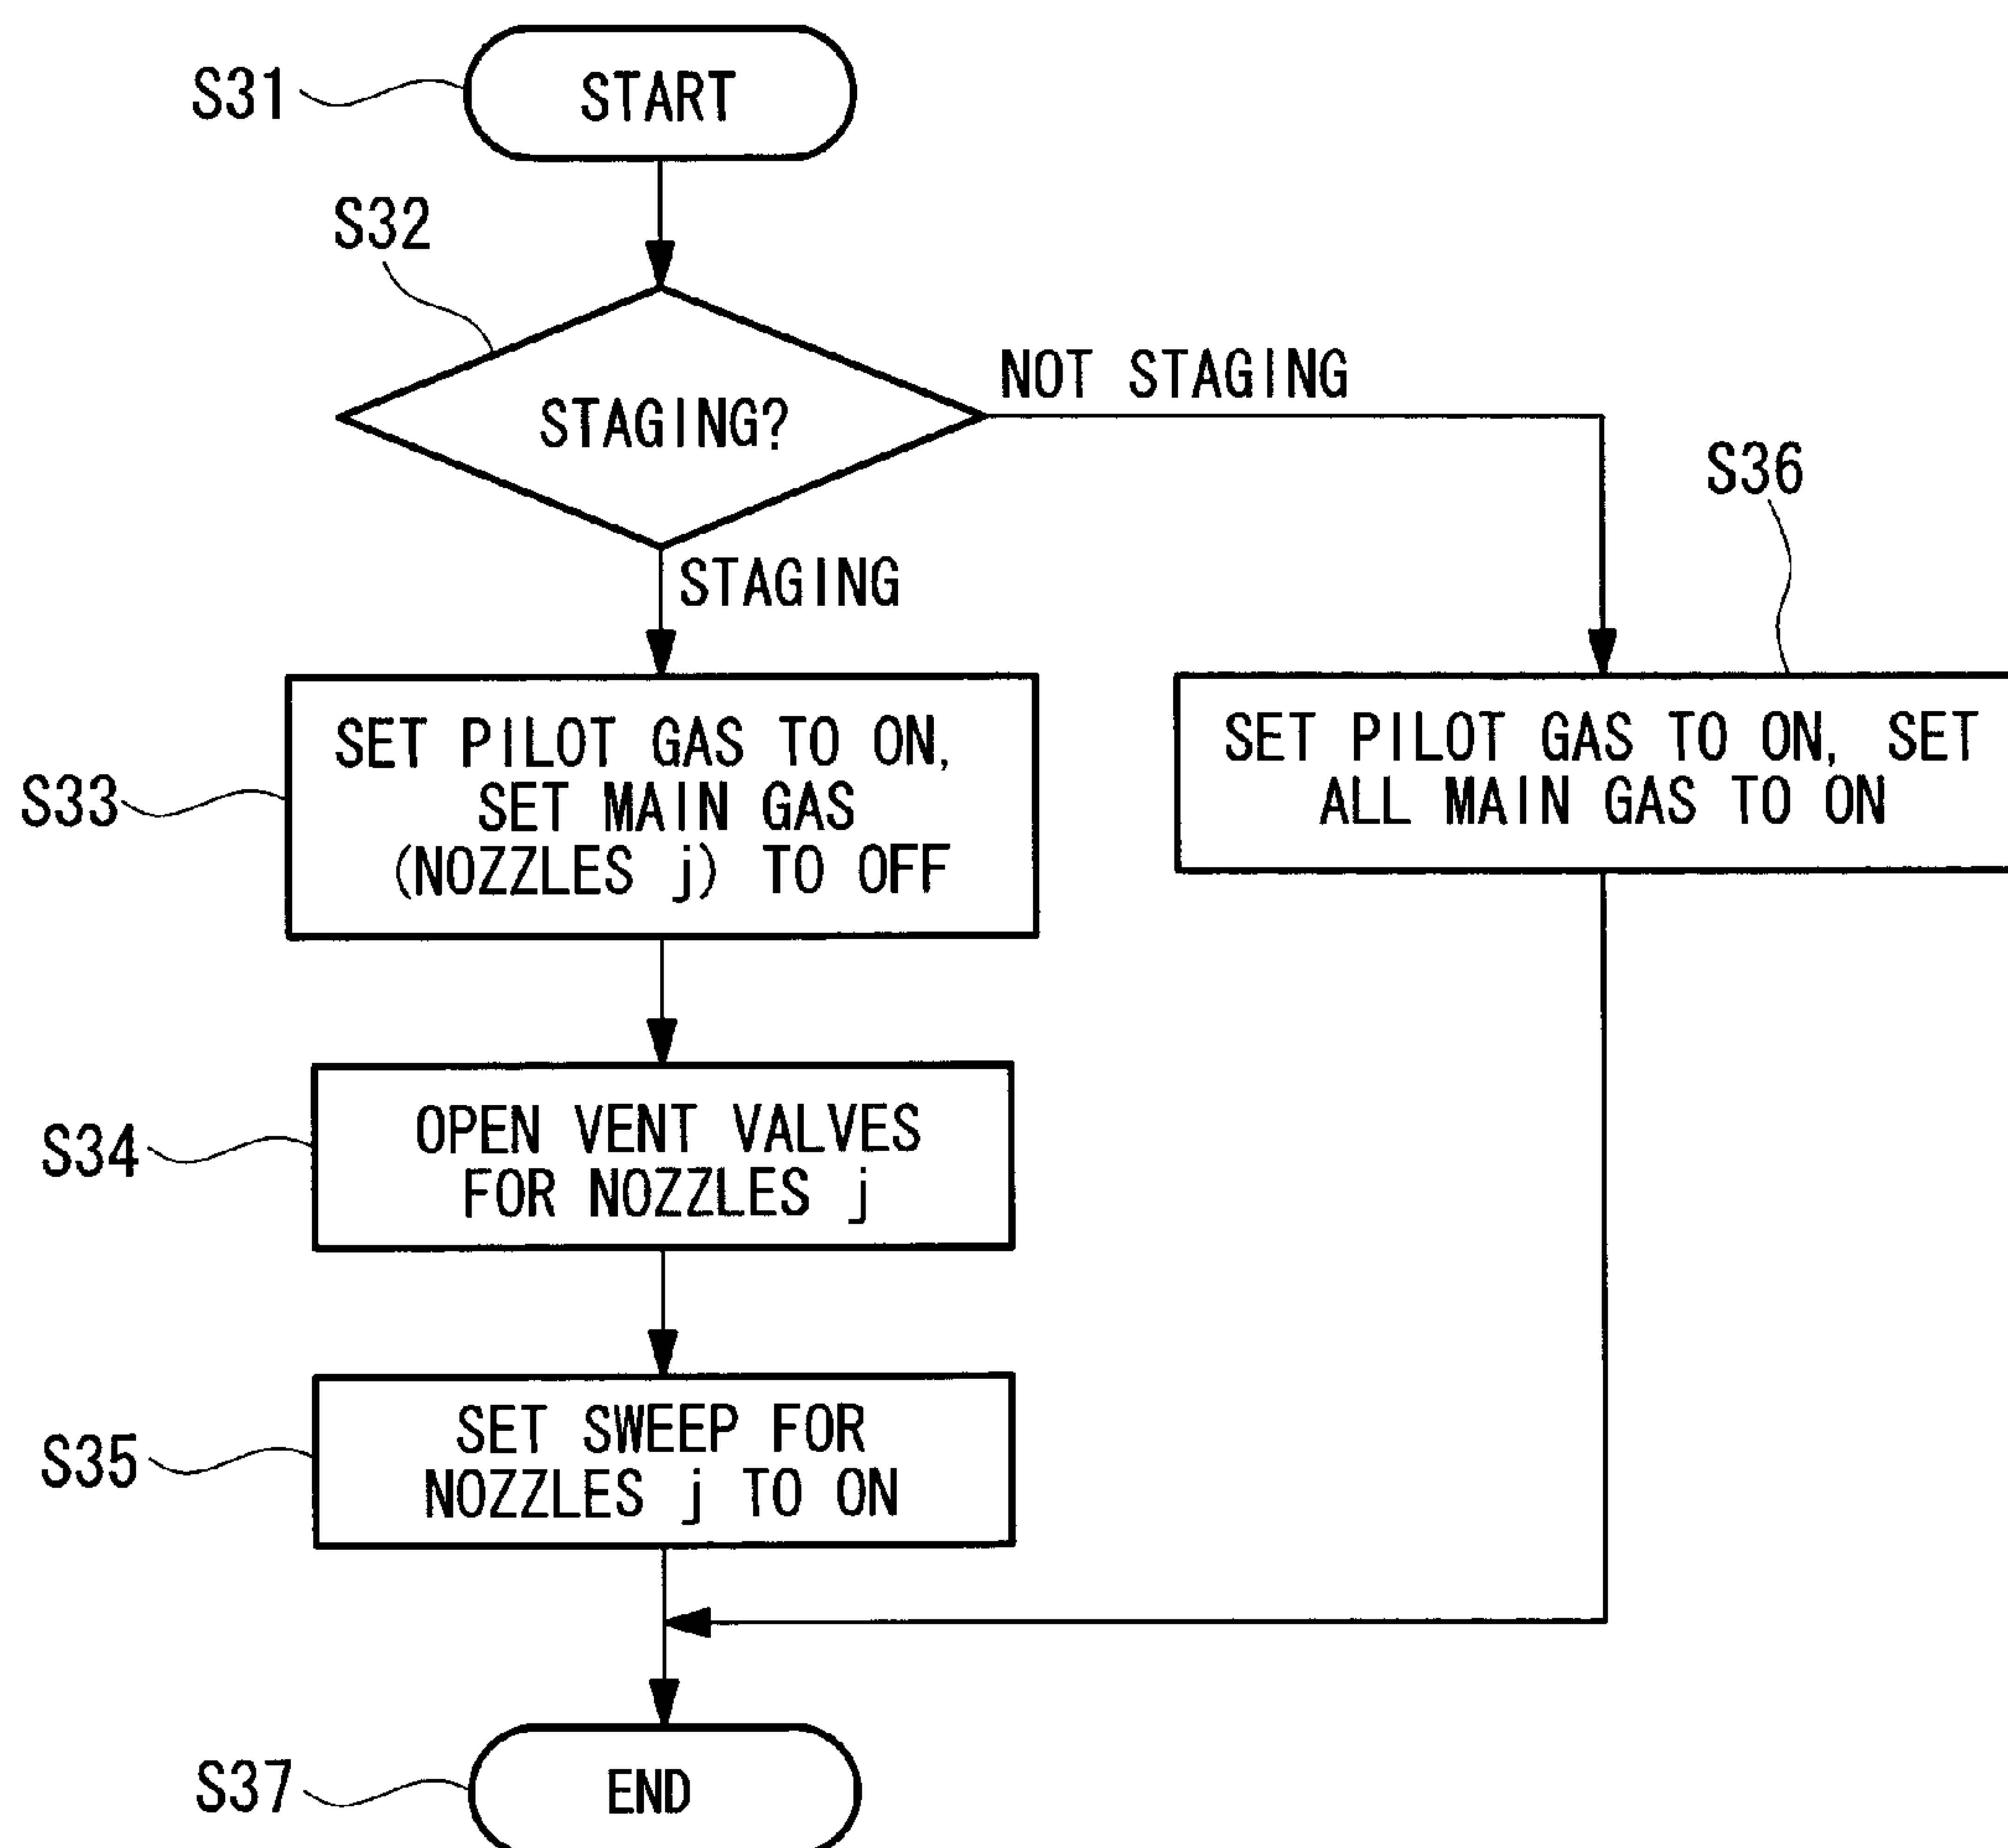 S31
START
S32
STAGING?
NOT STAGING
STAGING
S36
S33
SET PILOT GAS TO ON,
SET MAIN GAS
(NOZZLES j) TO OFF
SET PILOT GAS TO ON, SET
ALL MAIN GAS TO ON
S34
OPEN VENT VALVES
FOR NOZZLES j
S35
SET SWEEP FOR
NOZZLES j TO ON
S37
END